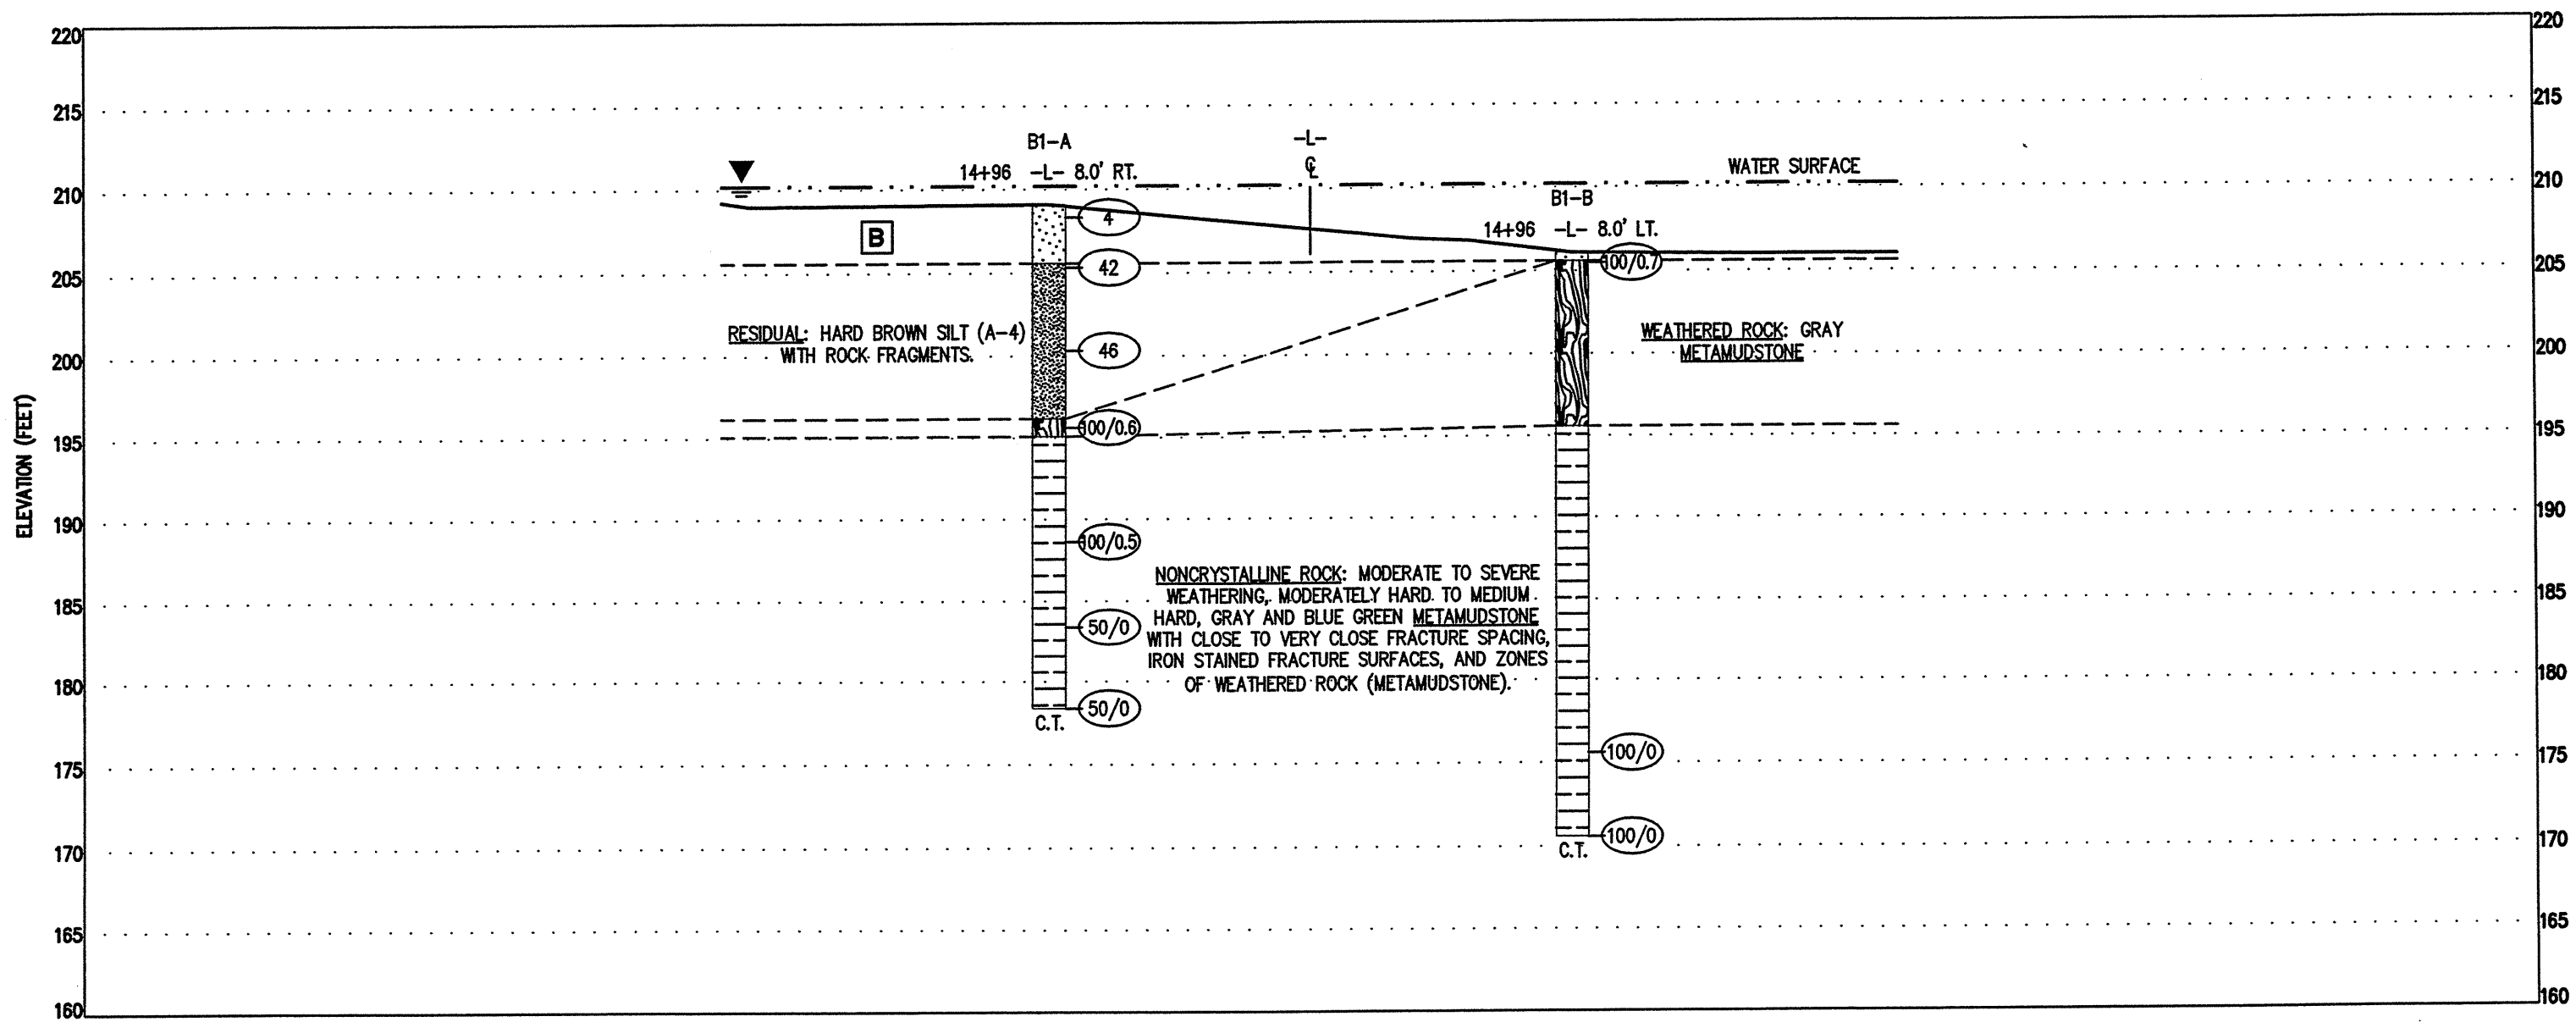 220 220
215 215
B1-A
14+96 -L- 8.0' RT.
-L-
℄
WATER SURFACE
210 210
B1-B
14+96 -L- 8.0' LT.
4
B
100/0.7
42
205 205
RESIDUAL: HARD BROWN SILT (A-4)
WITH ROCK FRAGMENTS.
46
WEATHERED ROCK: GRAY
METAMUDSTONE
200 200
ELEVATION (FEET)
100/0.6
195 195
190 190
100/0.5
NONCRYSTALLINE ROCK: MODERATE TO SEVERE
WEATHERING, MODERATELY HARD TO MEDIUM
HARD, GRAY AND BLUE GREEN METAMUDSTONE
WITH CLOSE TO VERY CLOSE FRACTURE SPACING,
IRON STAINED FRACTURE SURFACES, AND ZONES
OF WEATHERED ROCK (METAMUDSTONE).
185 185
50/0
180 180
50/0
C.T.
100/0
175 175
100/0
C.T.
170 170
165 165
160 160